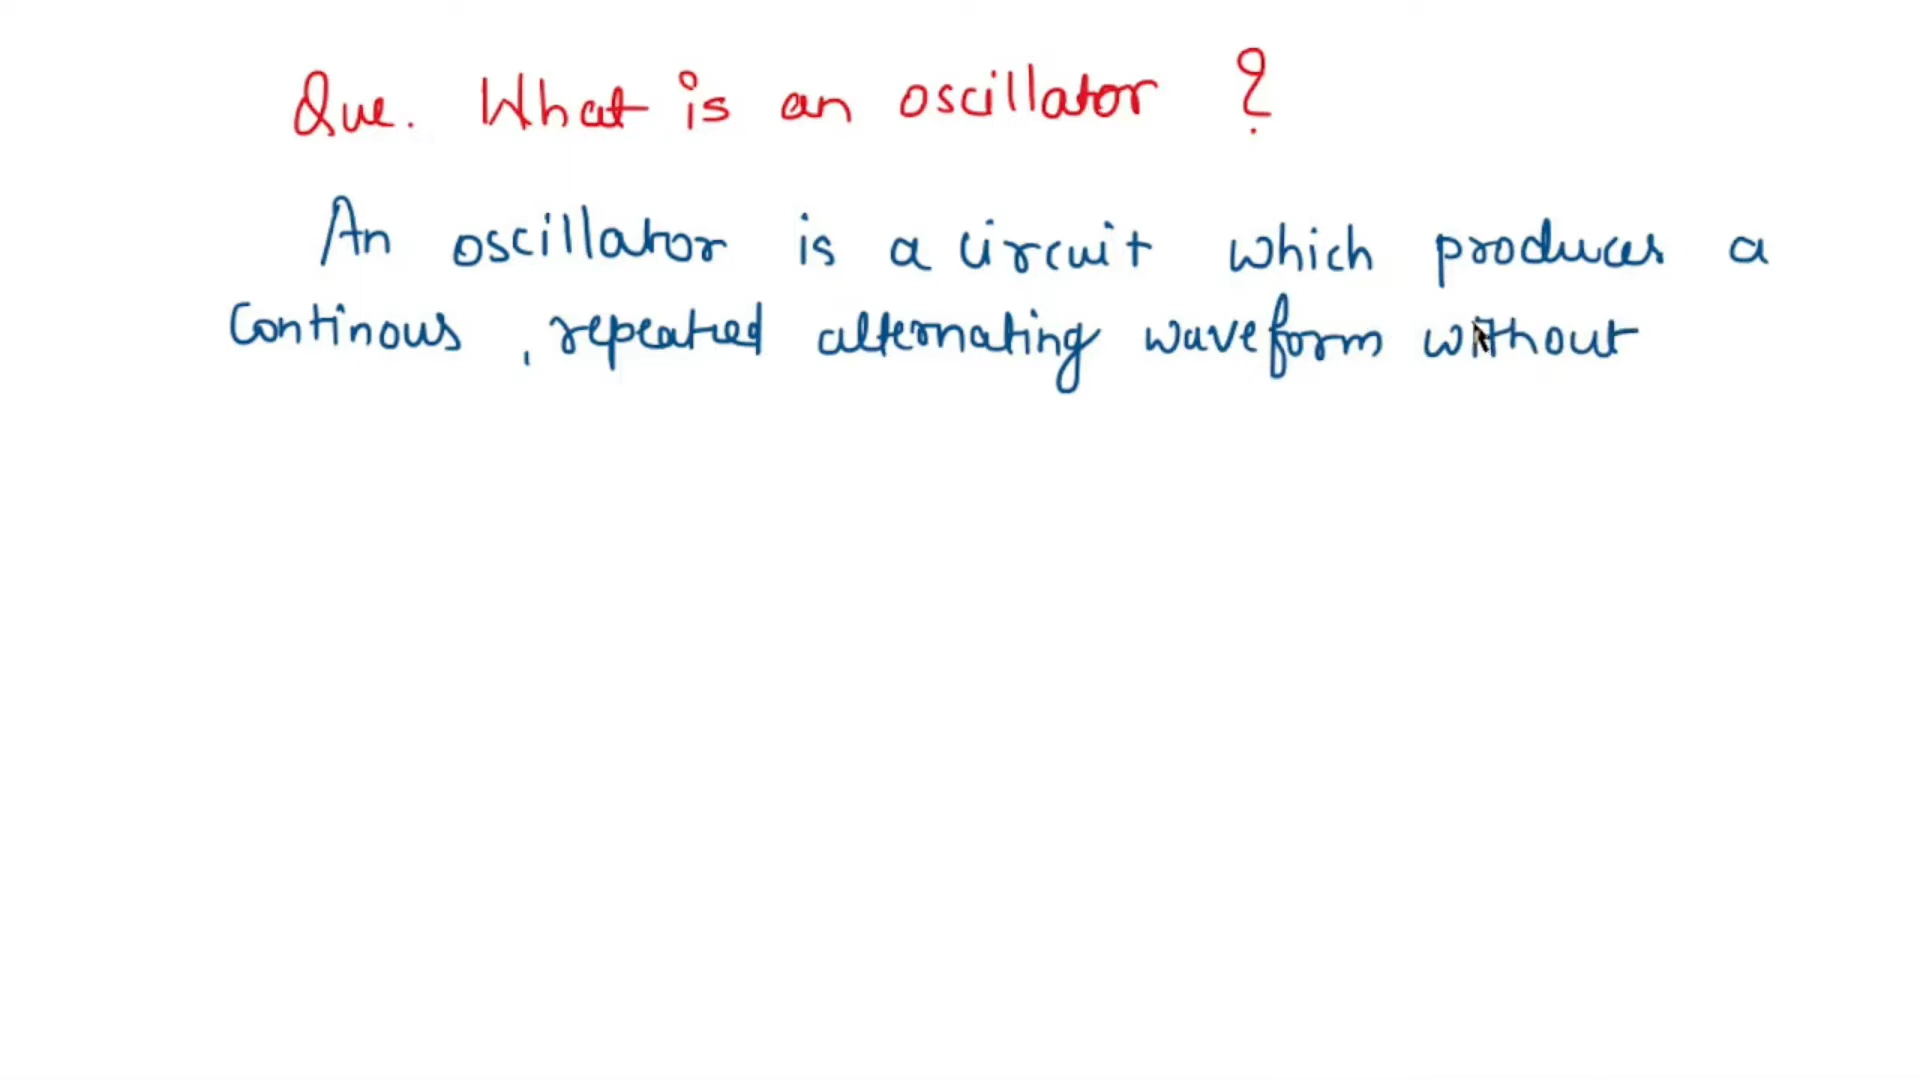 Que. What is an oscillator ?
An oscillator is a circuit which produces a
Continous , repeated alternating waveform without